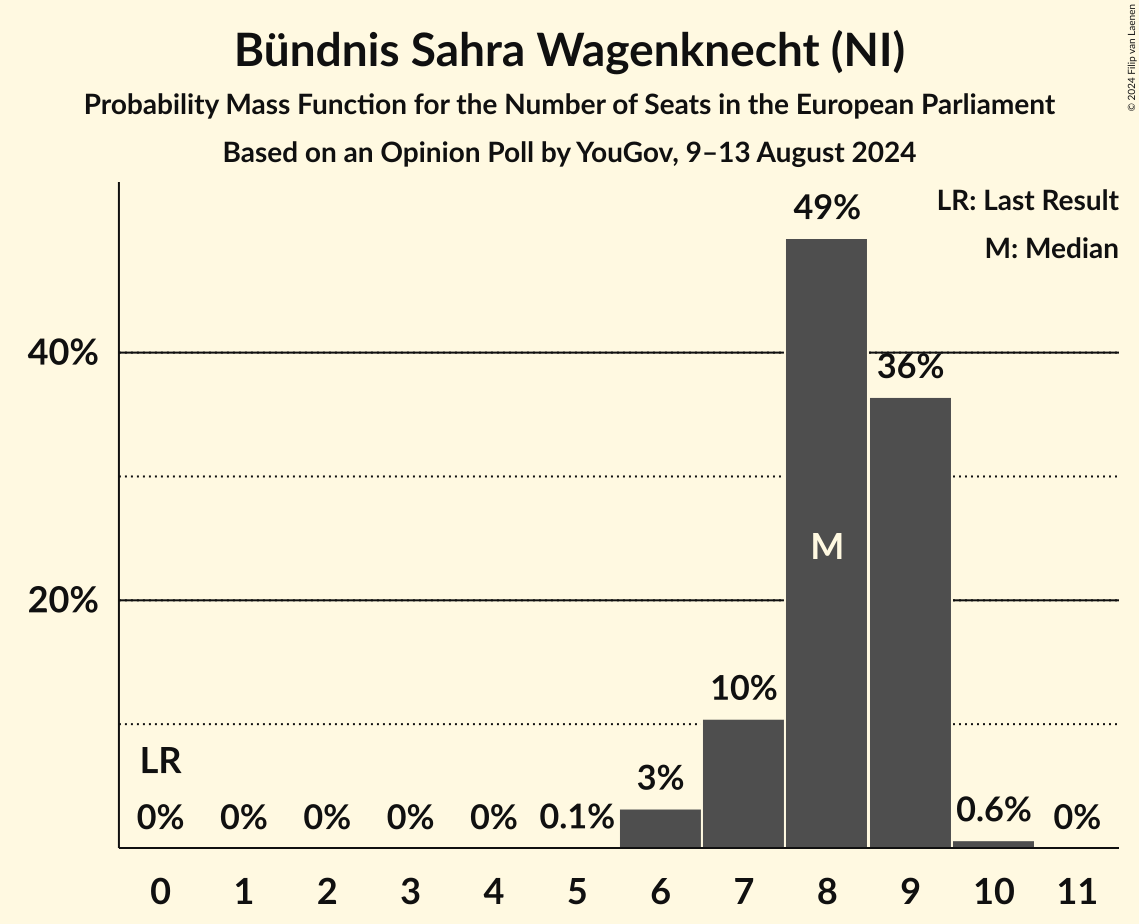 Bündnis Sahra Wagenknecht (NI)
Probability Mass Function for the Number of Seats in the European Parliament
Based on an Opinion Poll by YouGov, 9–13 August 2024
© 2024 Filip van Laenen
LR: Last Result
M: Median
49%
40%
36%
M
20%
10%
LR
3%
0% 0% 0% 0% 0% 0.1% 0.6% 0%
0 1 2 3 4 5 6 7 8 9 10 11